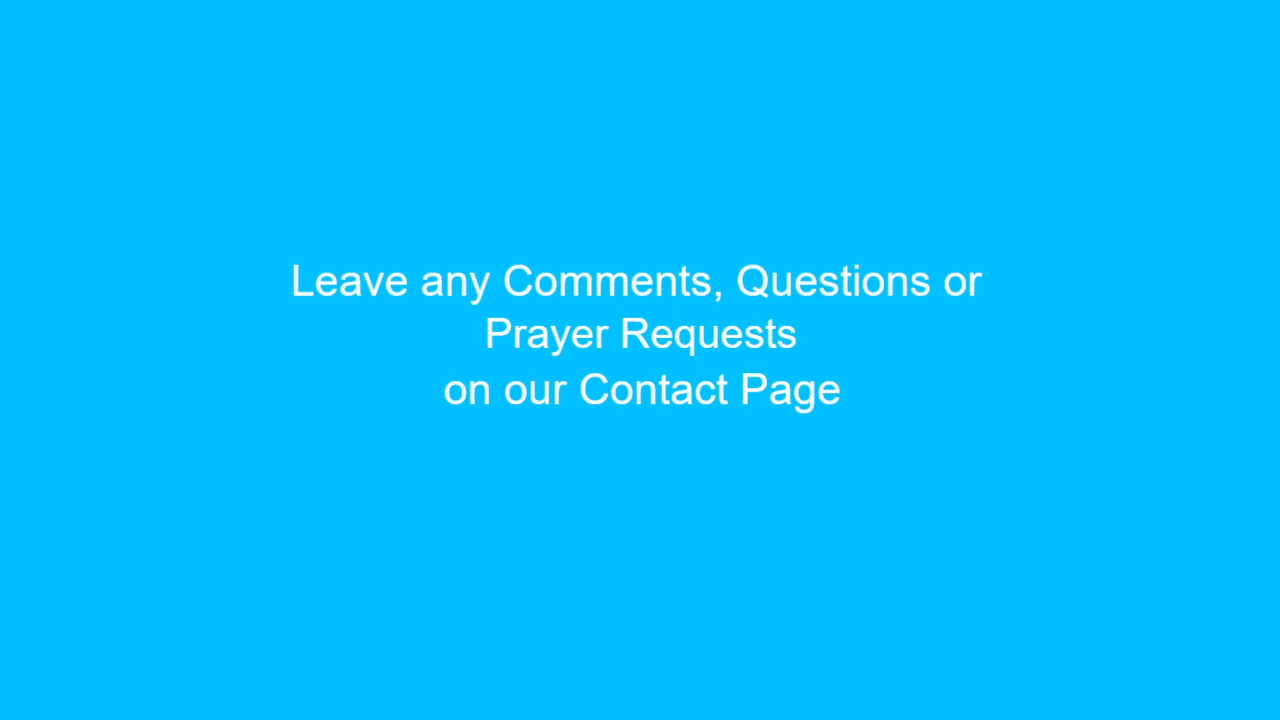 Leave any Comments, Questions or
Prayer Requests
on our Contact Page